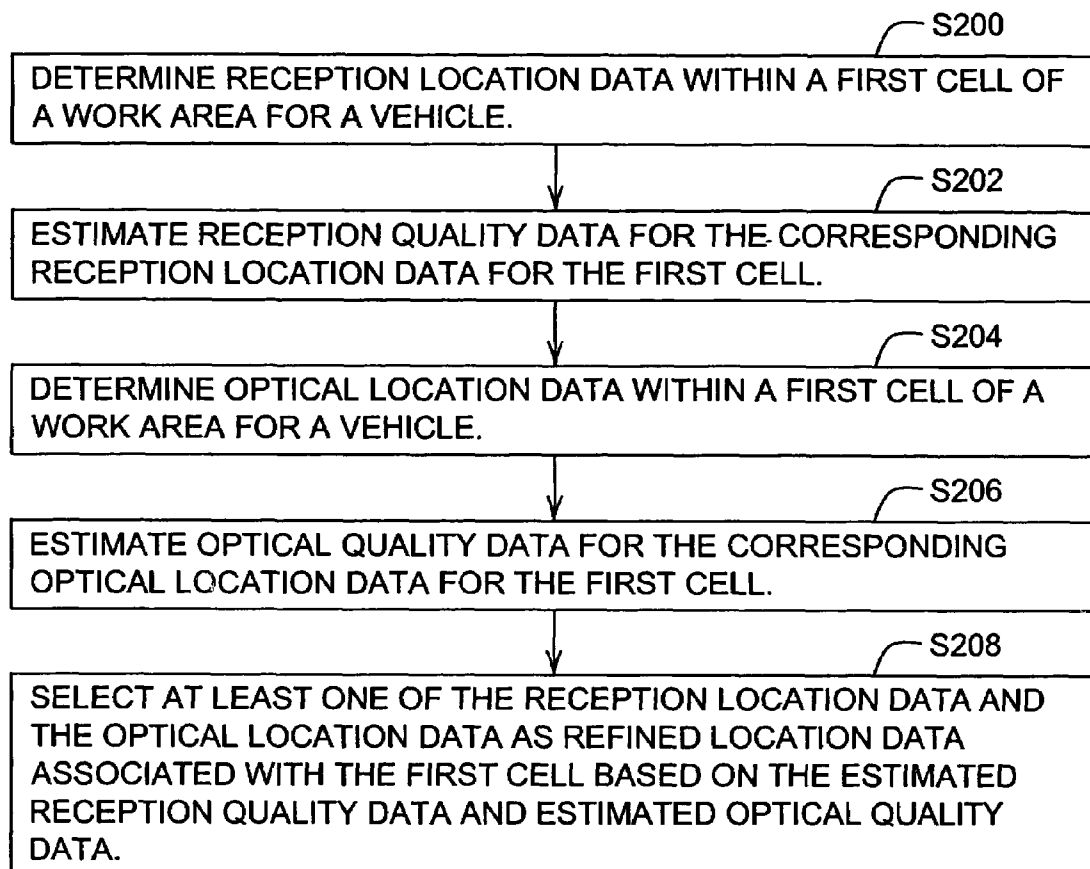 S200
DETERMINE RECEPTION LOCATION DATA WITHIN A FIRST CELL OF
A WORK AREA FOR A VEHICLE.
S202
ESTIMATE RECEPTION QUALITY DATA FOR THE CORRESPONDING
RECEPTION LOCATION DATA FOR THE FIRST CELL.
S204
DETERMINE OPTICAL LOCATION DATA WITHIN A FIRST CELL OF A
WORK AREA FOR A VEHICLE.
S206
ESTIMATE OPTICAL QUALITY DATA FOR THE CORRESPONDING
OPTICAL LOCATION DATA FOR THE FIRST CELL.
S208
SELECT AT LEAST ONE OF THE RECEPTION LOCATION DATA AND
THE OPTICAL LOCATION DATA AS REFINED LOCATION DATA
ASSOCIATED WITH THE FIRST CELL BASED ON THE ESTIMATED
RECEPTION QUALITY DATA AND ESTIMATED OPTICAL QUALITY
DATA.